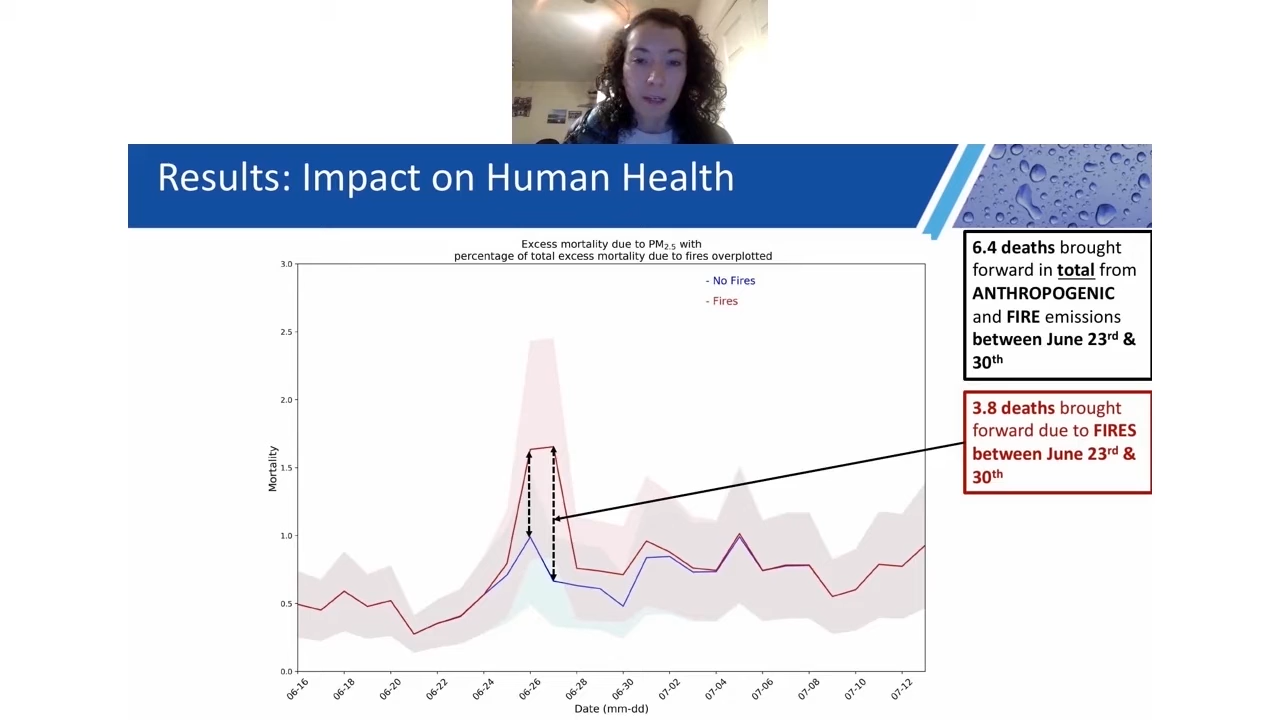 Results: Impact on Human Health
Excess mortality due to PM2.5 with
percentage of total excess mortality due to fires overplotted
- No Fires
- Fires
3.0
2.5
2.0
1.5
1.0
0.5
0.0
Mortality
06-16
06-18
06-20
06-22
06-24
06-26
06-28
06-30
07-02
07-04
07-06
07-08
07-10
07-12
Date (mm-dd)
6.4 deaths brought
forward in total from
ANTHROPOGENIC
and FIRE emissions
between June 23rd &
30th
3.8 deaths brought
forward due to FIRES
between June 23rd &
30th